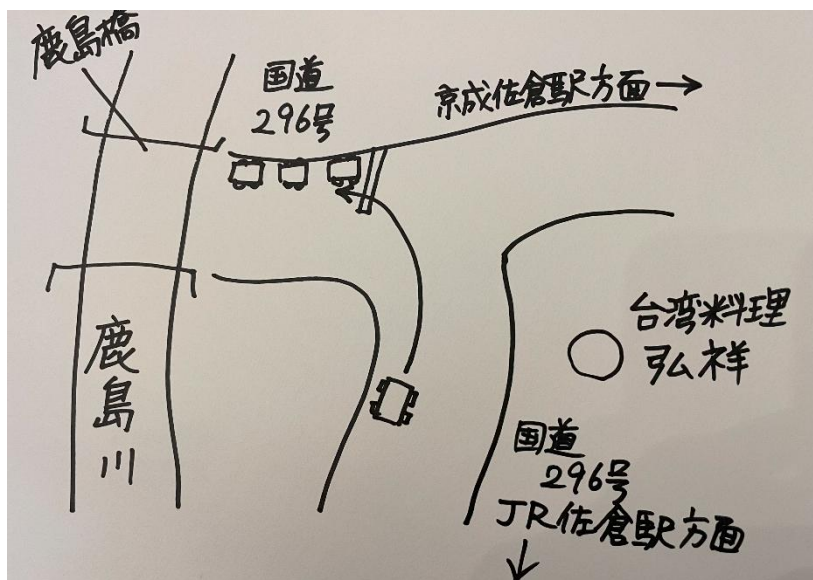 鹿島橋
国道
296号
京成佐倉駅方面→
鹿島川
台湾料理
弘祥
国道
296号
JR佐倉駅方面
↓